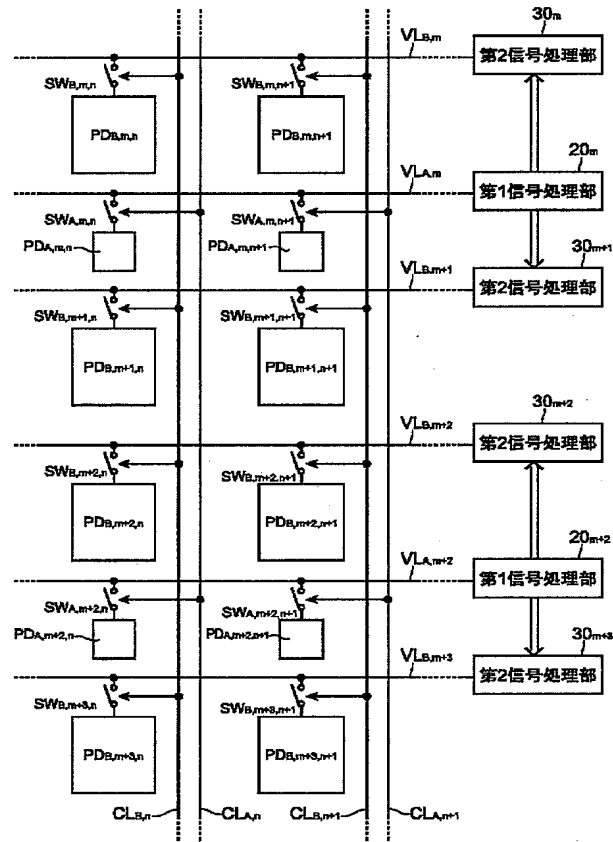 VLB,m
30m
第2信号処理部
SWB,m,n
SWB,m,n+1
PDB,m,n
PDB,m,n+1
VLA,m
20m
第1信号処理部
SWA,m,n
SWA,m,n+1
PDA,m,n
PDA,m,n+1
VLB,m+1
30m+1
第2信号処理部
SWB,m+1,n
SWB,m+1,n+1
PDB,m+1,n
PDB,m+1,n+1
VLB,m+2
30m+2
第2信号処理部
SWB,m+2,n
SWB,m+2,n+1
PDB,m+2,n
PDB,m+2,n+1
VLA,m+2
20m+2
第1信号処理部
SWA,m+2,n
SWA,m+2,n+1
PDA,m+2,n
PDA,m+2,n+1
VLB,m+3
30m+3
第2信号処理部
SWB,m+3,n
SWB,m+3,n+1
PDB,m+3,n
PDB,m+3,n+1
CLB,n
CLA,n
CLB,n+1
CLA,n+1